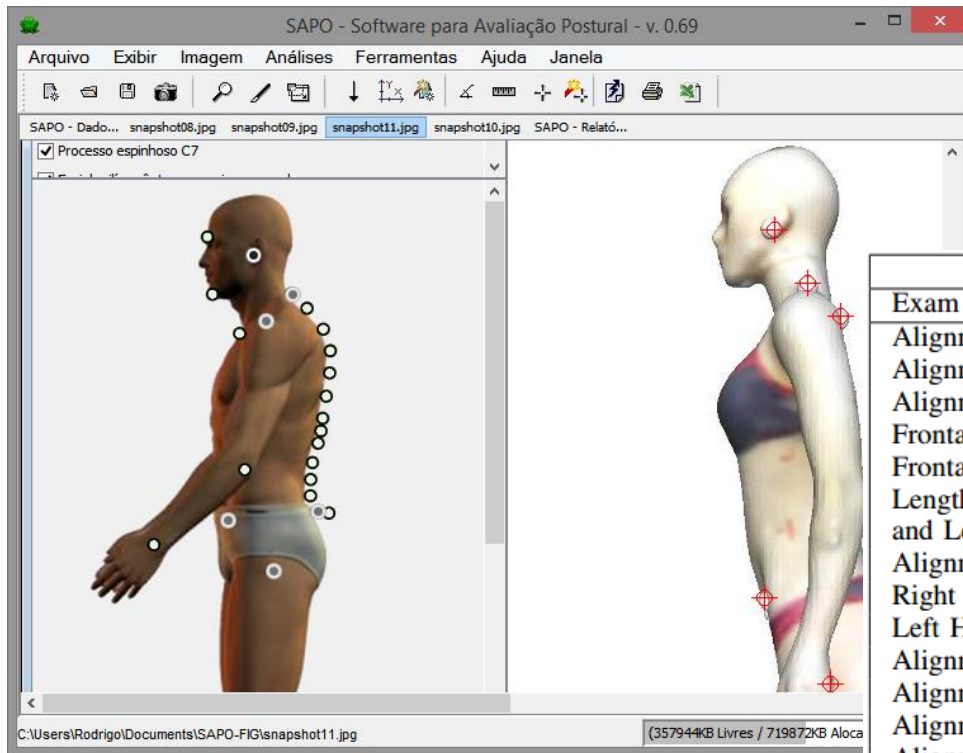 SAPO - Software para Avaliação Postural - v. 0.69
Arquivo Exibir Imagem Análises Ferramentas Ajuda Janela
SAPO - Dado... snapshot08.jpg snapshot09.jpg snapshot11.jpg snapshot10.jpg SAPO - Relató...
Processo espinhoso C7
Exam
Alignm
Alignm
Alignm
Fronta
Fronta
Length
and Le
Alignm
Right
Left H
Alignm
Alignm
Alignm
C:\Users\Rodrigo\Documents\SAPO-FIG\snapshot11.jpg
(357944KB Livres / 719872KB Aloca